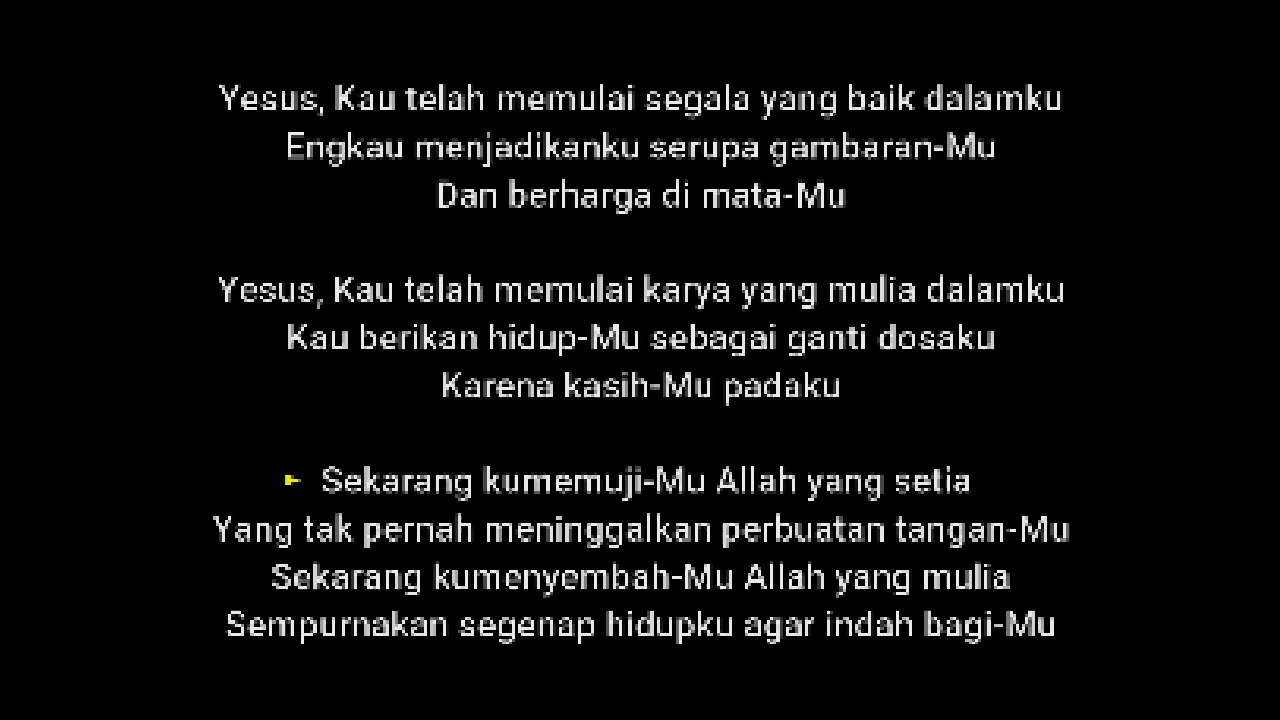 Yesus, Kau telah memulai segala yang baik dalamku
Engkau menjadikanku serupa gambaran-Mu
Dan berharga di mata-Mu
Yesus, Kau telah memulai karya yang mulia dalamku
Kau berikan hidup-Mu sebagai ganti dosaku
Karena kasih-Mu padaku
► Sekarang kumemuji-Mu Allah yang setia
Yang tak pernah meninggalkan perbuatan tangan-Mu
Sekarang kumenyembah-Mu Allah yang mulia
Sempurnakan segenap hidupku agar indah bagi-Mu